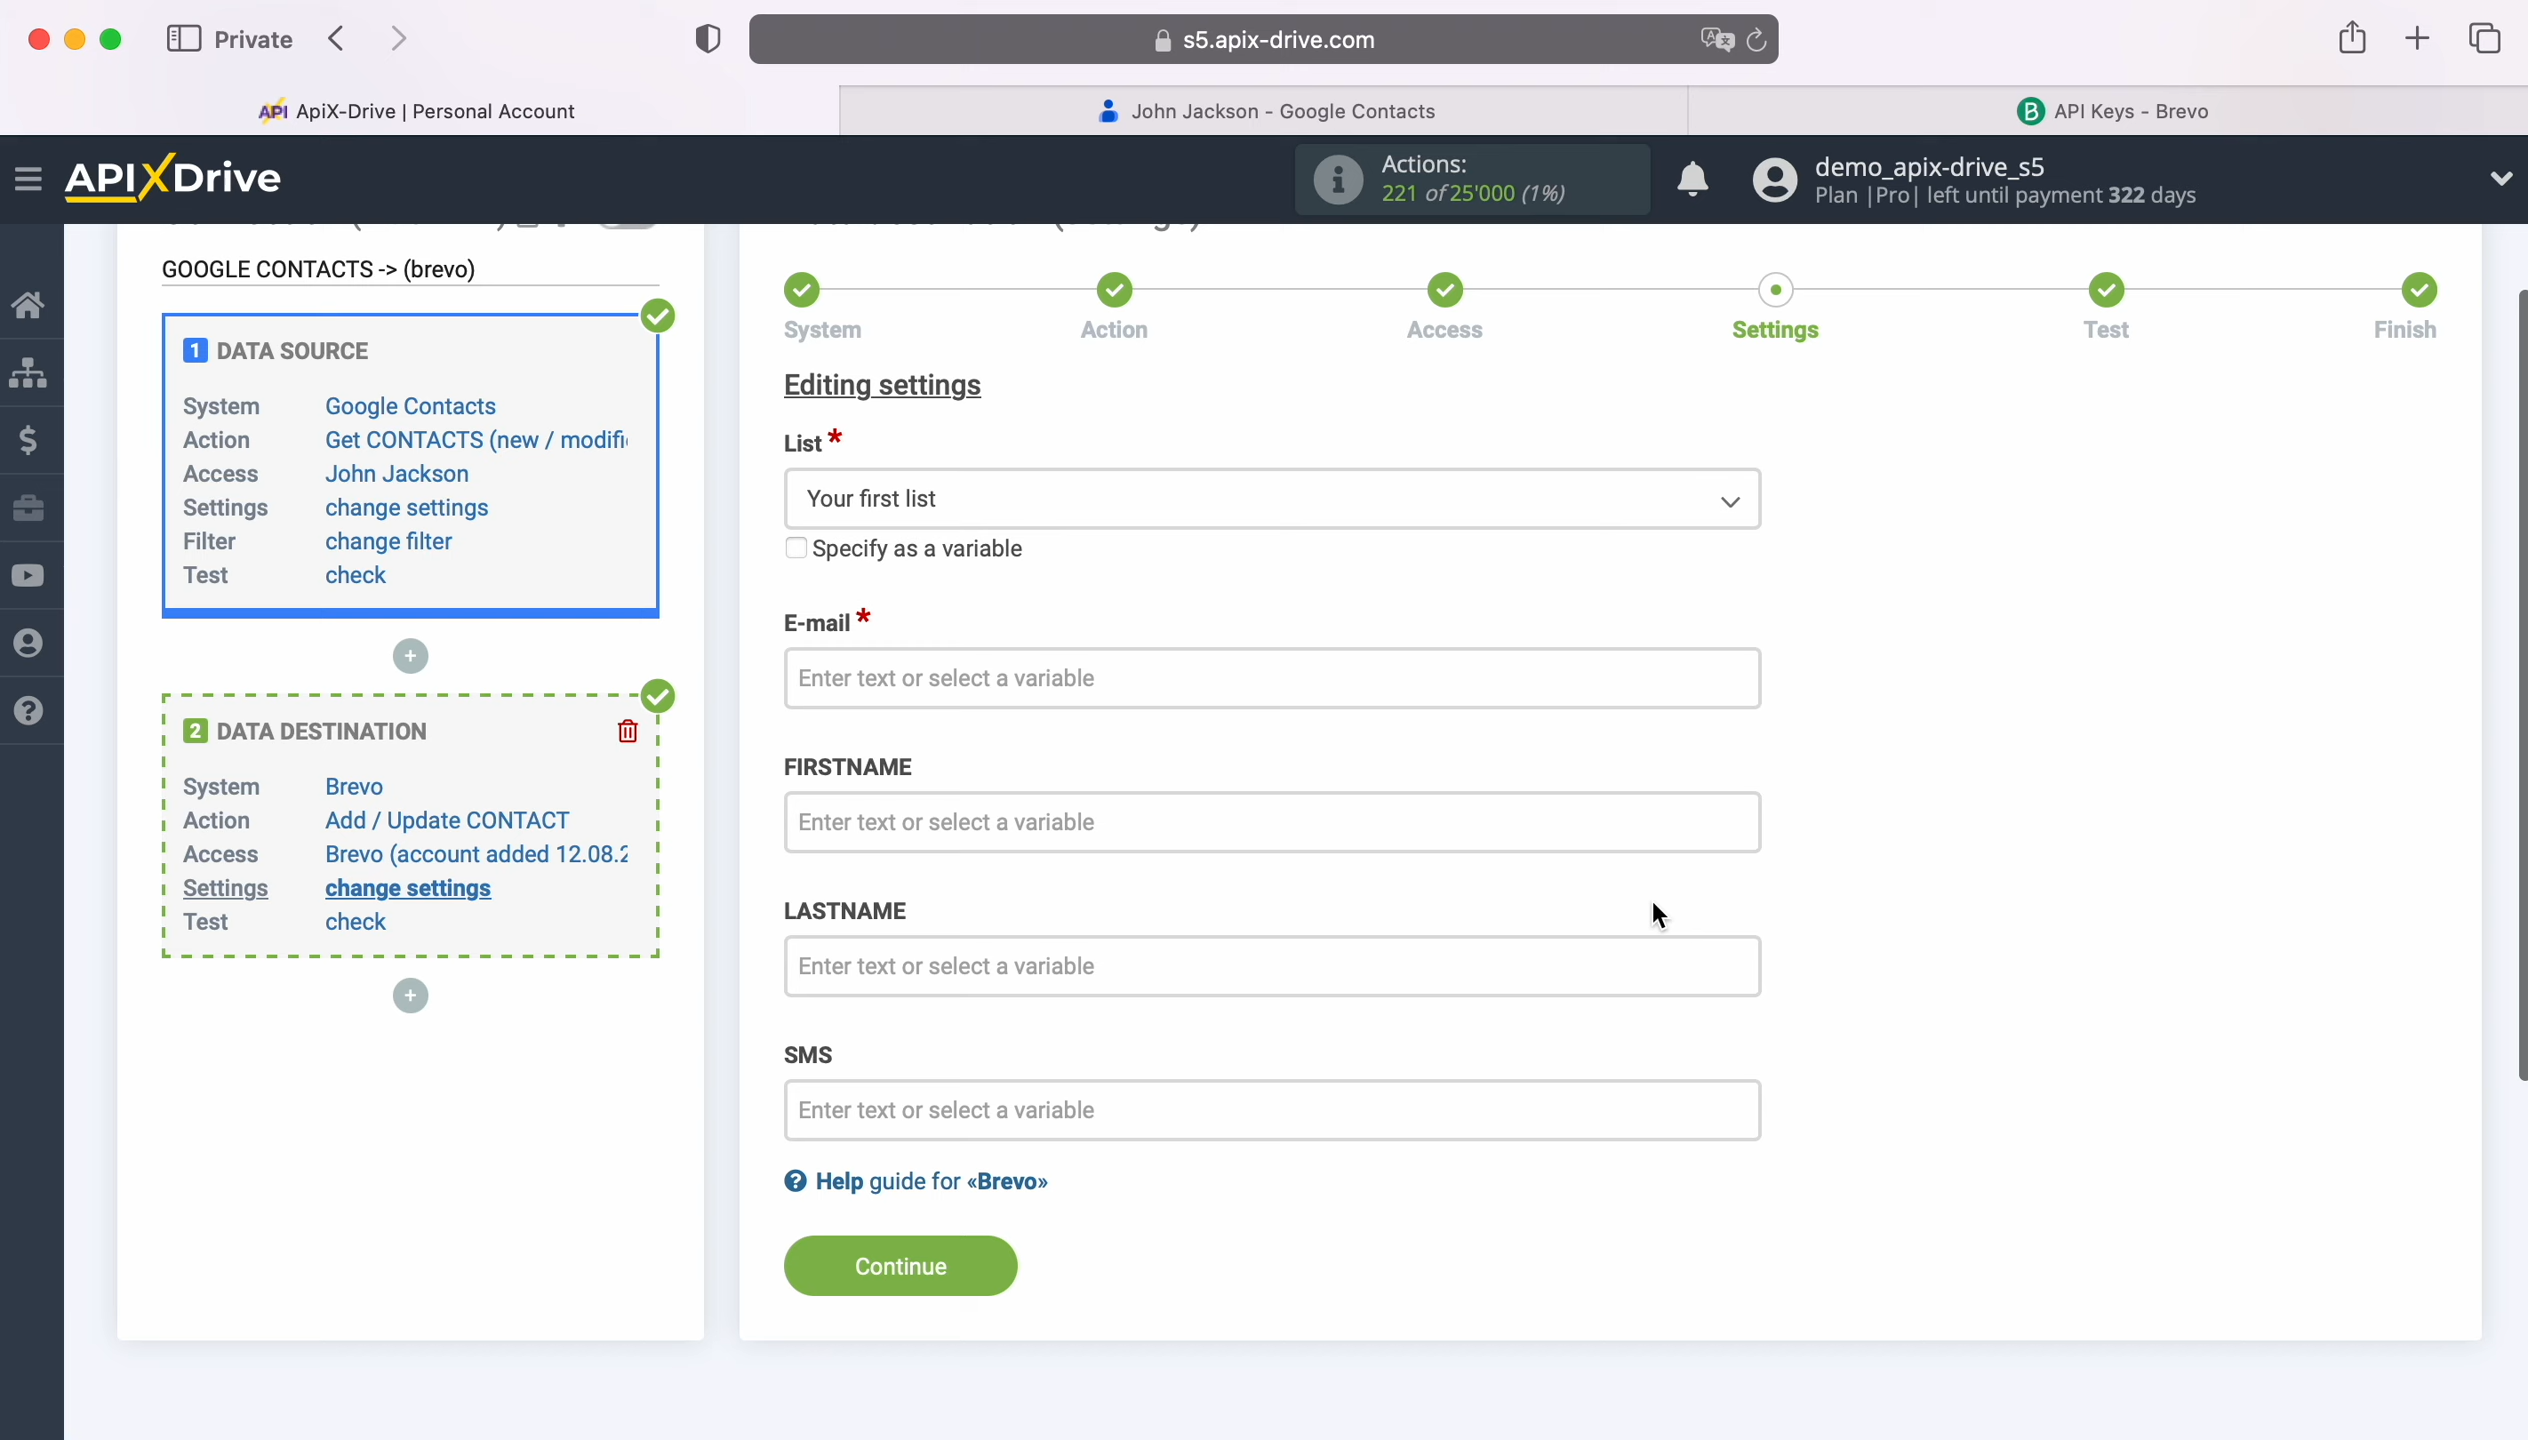 Private
s5.apix-drive.com
API ApiX-Drive | Personal Account
John Jackson - Google Contacts
B API Keys - Brevo
APIXDrive
Actions:
221 of 25'000 (1%)
demo_apix-drive_s5
Plan |Pro| left until payment 322 days
GOOGLE CONTACTS -> (brevo)
1 DATA SOURCE
System Google Contacts
Action Get CONTACTS (new / modifi
Access John Jackson
Settings change settings
Filter change filter
Test check
2 DATA DESTINATION
System Brevo
Action Add / Update CONTACT
Access Brevo (account added 12.08.2
Settings change settings
Test check
System
Action
Access
Settings
Test
Finish
Editing settings
List *
Your first list
Specify as a variable
E-mail *
Enter text or select a variable
FIRSTNAME
Enter text or select a variable
LASTNAME
Enter text or select a variable
SMS
Enter text or select a variable
Help guide for «Brevo»
Continue